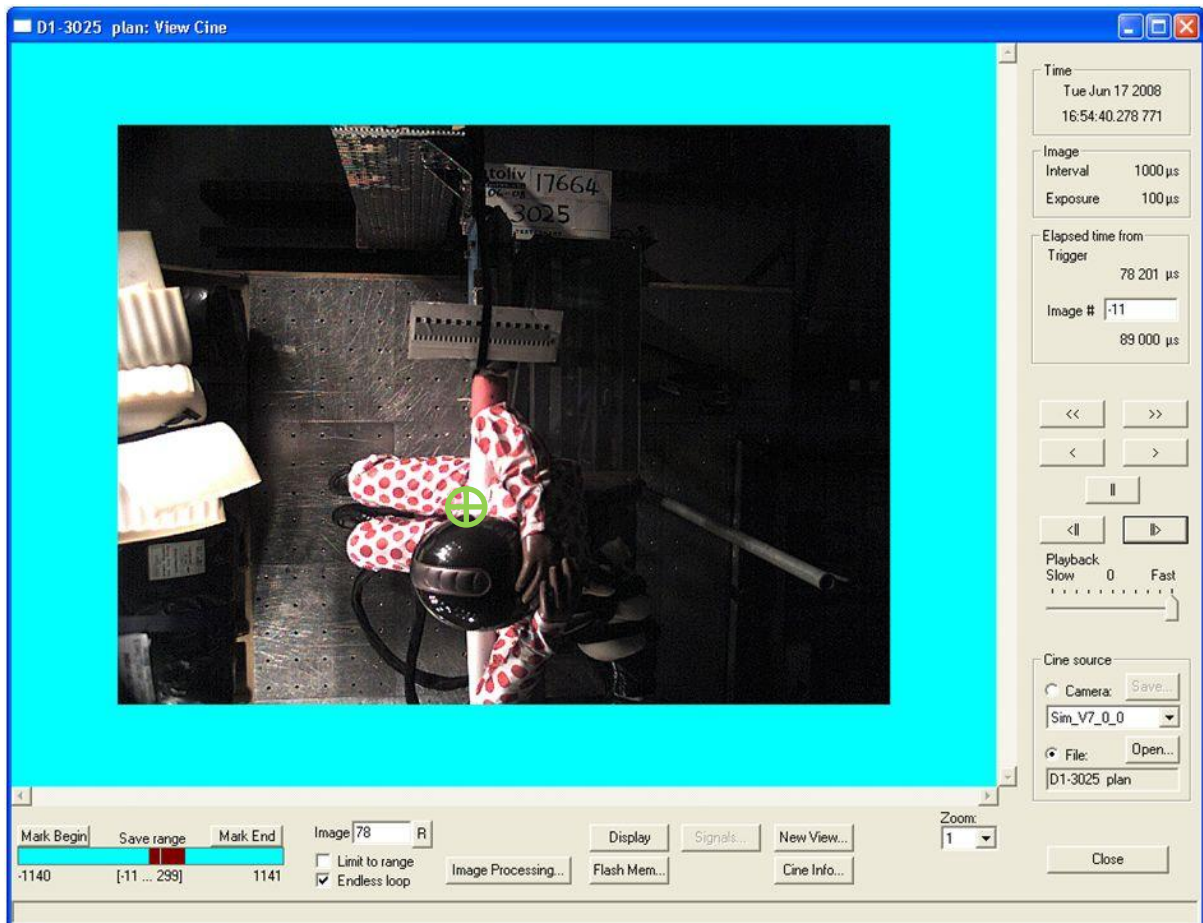 D1-3025 plan: View Cine
Time
Tue Jun 17 2008
16:54:40.278 771
Image
Interval 1000 µs
Exposure 100 µs
Elapsed time from
Trigger
78 201 µs
Image # -11
89 000 µs
<< >>
< >
Playback
Slow 0 Fast
Cine source
Camera: Save...
Sim_V7_0_0
File: Open...
D1-3025 plan
toliv 17664
3025
Mark Begin Save range Mark End
-1140 [-11 ... 299] 1141
Image 78 R
Limit to range
Endless loop
Image Processing...
Display Signals... New View...
Flash Mem... Cine Info...
Zoom:
1
Close